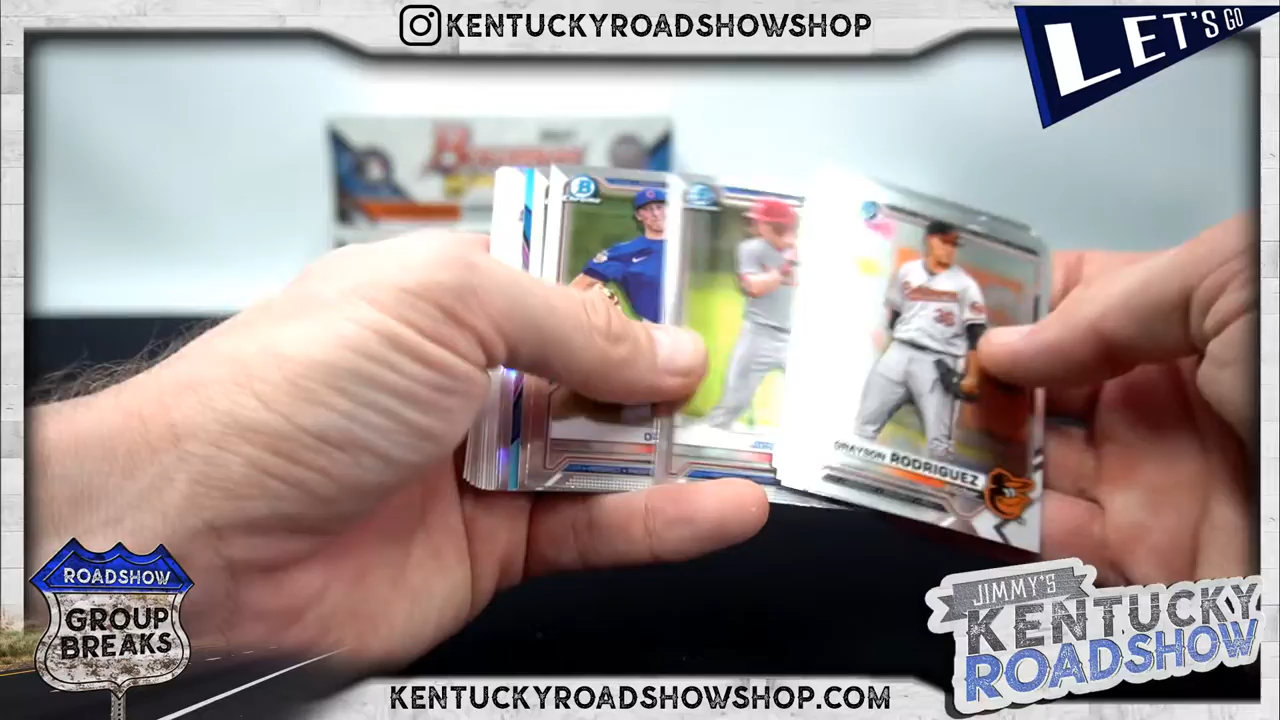 KENTUCKYROADSHOWSHOP
LET'S GO
B
GRAYSON RODRIGUEZ
ROADSHOW
GROUP
BREAKS
JIMMY'S
KENTUCKY
ROADSHOW
KENTUCKYROADSHOWSHOP.COM